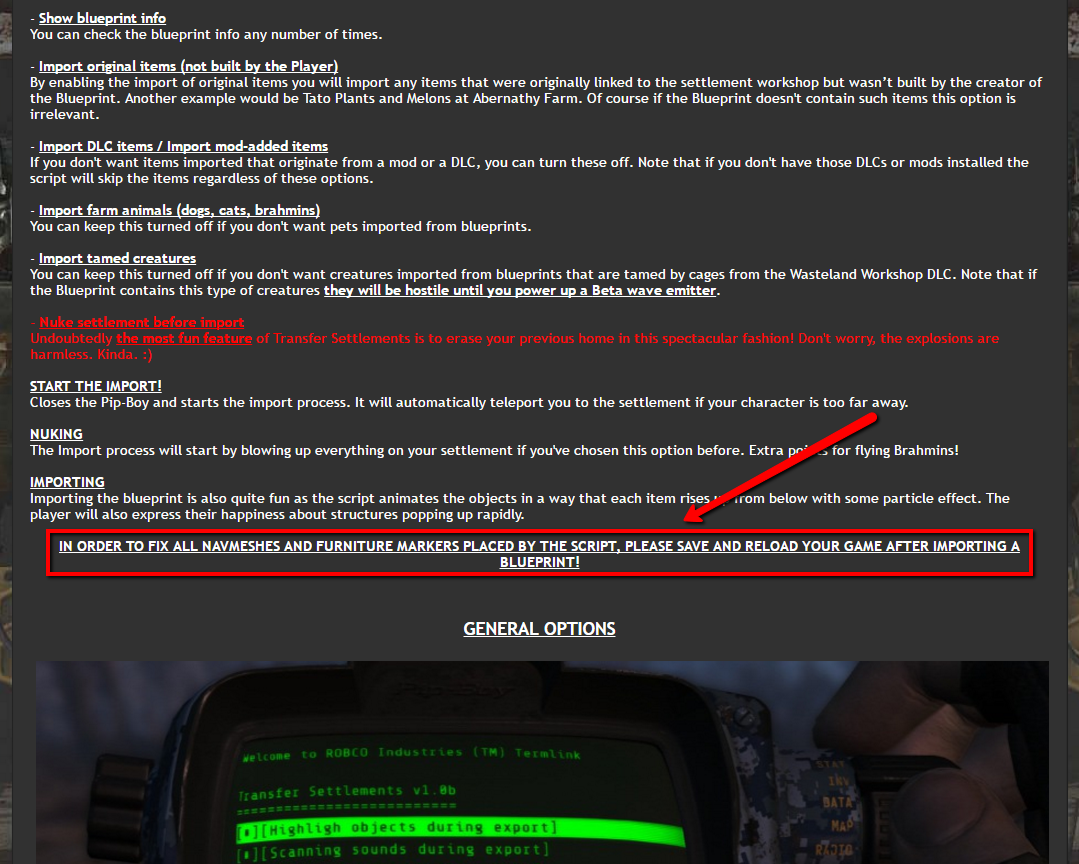 - Show blueprint info
You can check the blueprint info any number of times.
- Import original items (not built by the Player)
By enabling the import of original items you will import any items that were originally linked to the settlement workshop but wasn’t built by the creator of
the Blueprint. Another example would be Tato Plants and Melons at Abernathy Farm. Of course if the Blueprint doesn't contain such items this option is
irrelevant.
- Import DLC items / Import mod-added items
If you don't want items imported that originate from a mod or a DLC, you can turn these off. Note that if you don't have those DLCs or mods installed the
script will skip the items regardless of these options.
- Import farm animals (dogs, cats, brahmins)
You can keep this turned off if you don't want pets imported from blueprints.
- Import tamed creatures
You can keep this turned off if you don't want creatures imported from blueprints that are tamed by cages from the Wasteland Workshop DLC. Note that if
the Blueprint contains this type of creatures they will be hostile until you power up a Beta wave emitter.
- Nuke settlement before import
Undoubtedly the most fun feature of Transfer Settlements is to erase your previous home in this spectacular fashion! Don't worry, the explosions are
harmless. Kinda. :)
START THE IMPORT!
Closes the Pip-Boy and starts the import process. It will automatically teleport you to the settlement if your character is too far away.
NUKING
The Import process will start by blowing up everything on your settlement if you've chosen this option before. Extra points for flying Brahmins!
IMPORTING
Importing the blueprint is also quite fun as the script animates the objects in a way that each item rises up from below with some particle effect. The
player will also express their happiness about structures popping up rapidly.
IN ORDER TO FIX ALL NAVMESHES AND FURNITURE MARKERS PLACED BY THE SCRIPT, PLEASE SAVE AND RELOAD YOUR GAME AFTER IMPORTING A
BLUEPRINT!
GENERAL OPTIONS
Pip-Boy
Welcome to ROBCO Industries (TM) Termlink
Transfer Settlements v1.0b
=========================
[*][Highligh objects during export]
[*][Scanning sounds during export]
STAT
INV
DATA
MAP
RADIO